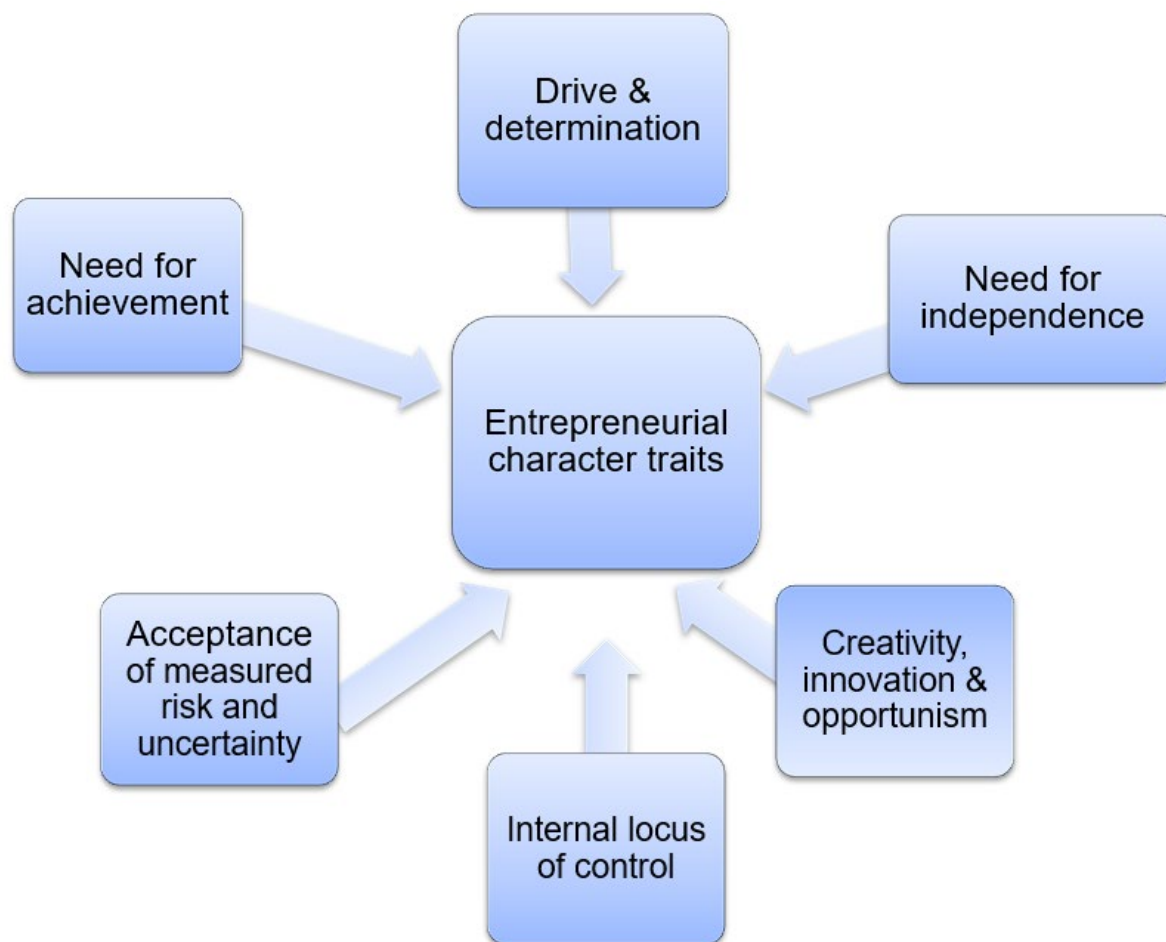 Drive &
determination
Need for
achievement
Need for
independence
Entrepreneurial
character traits
Acceptance
of measured
risk and
uncertainty
Creativity,
innovation &
opportunism
Internal locus
of control